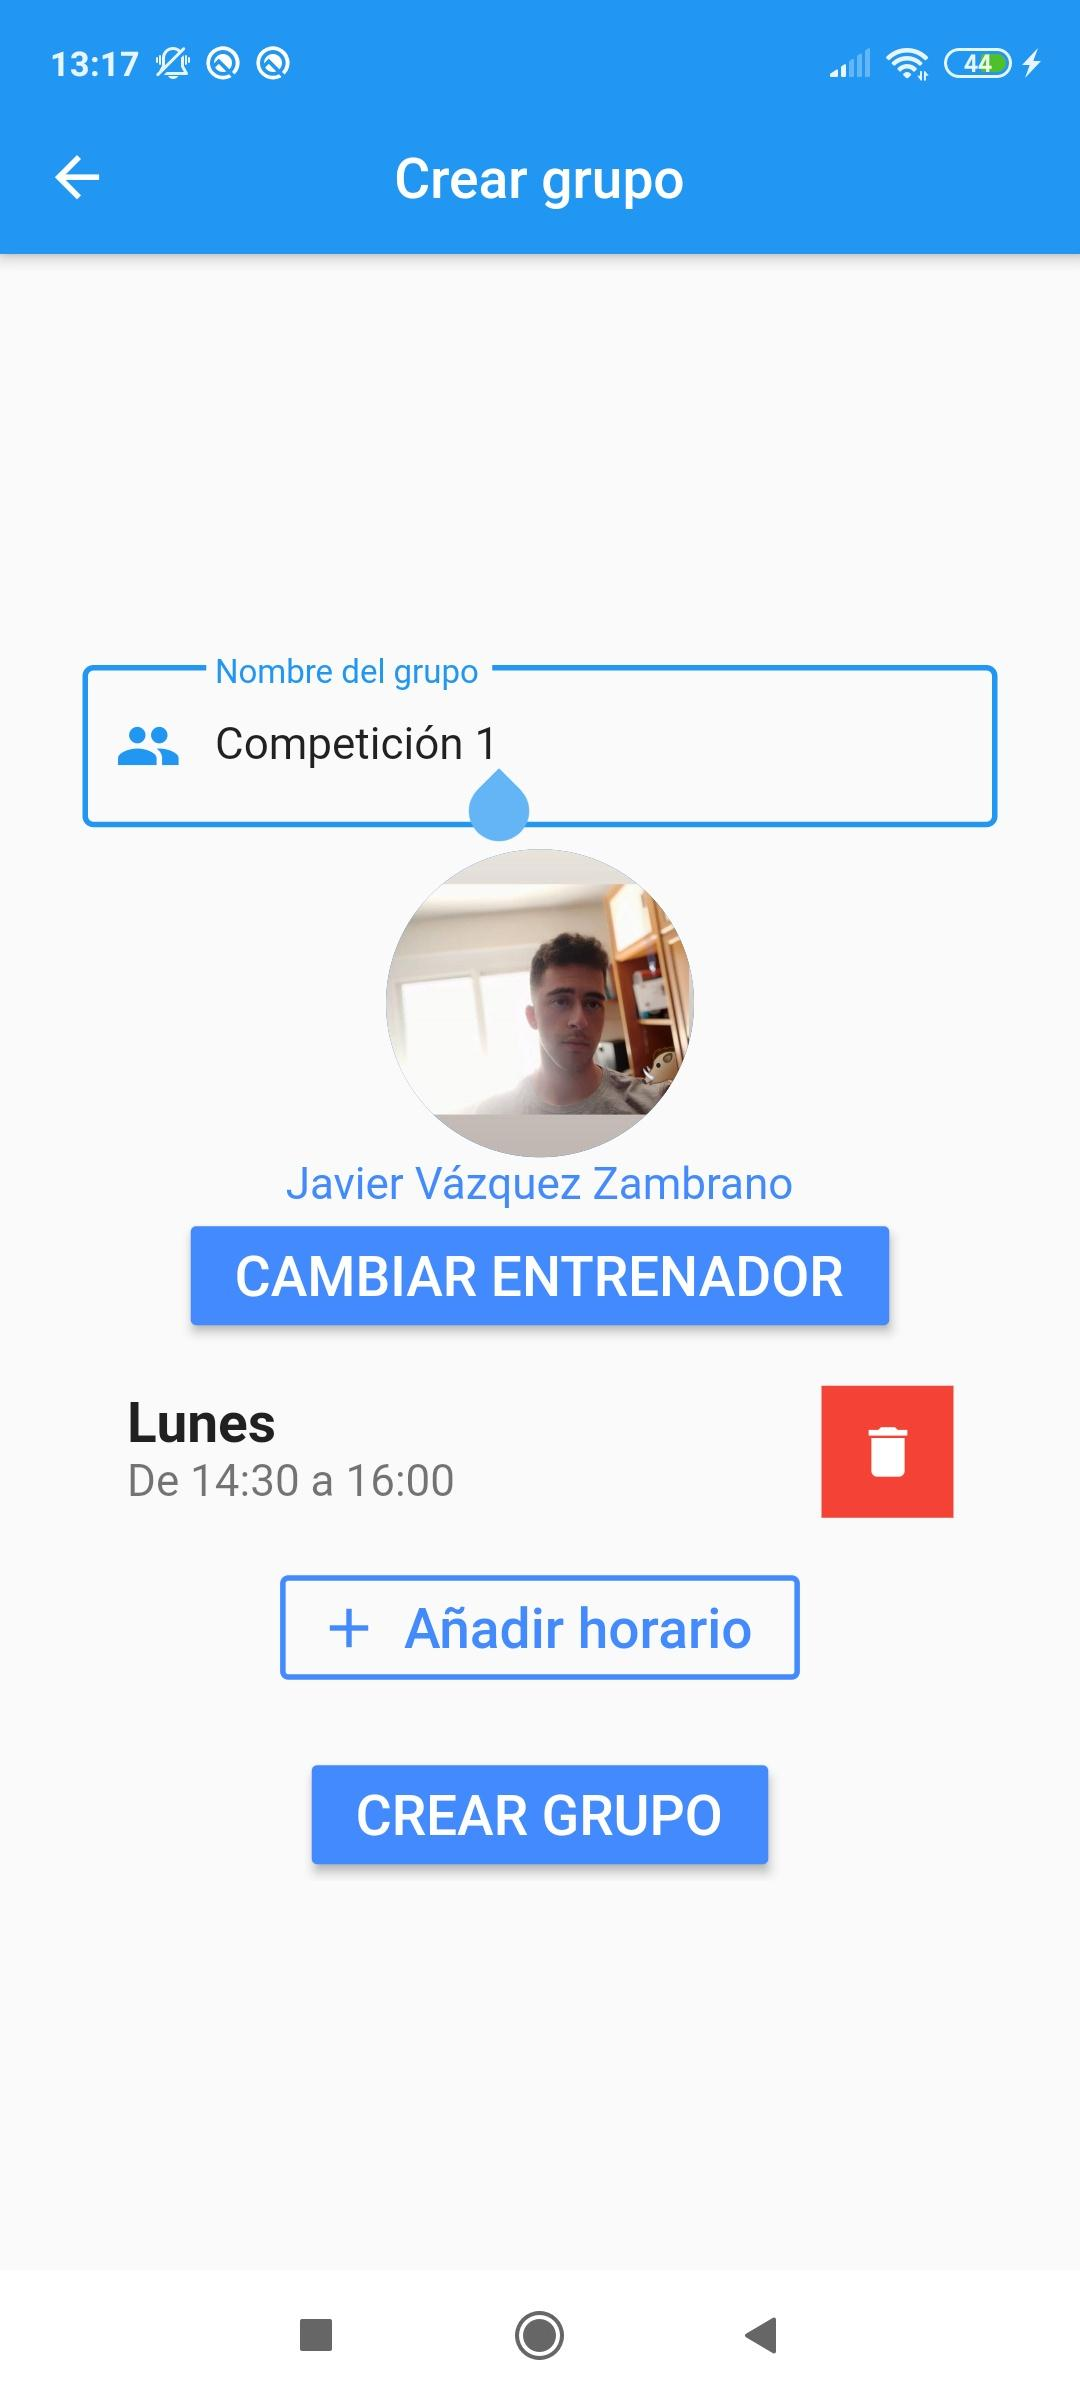 13:17
44
Crear grupo
Nombre del grupo
Competición 1
Javier Vázquez Zambrano
CAMBIAR ENTRENADOR
Lunes
De 14:30 a 16:00
Añadir horario
CREAR GRUPO